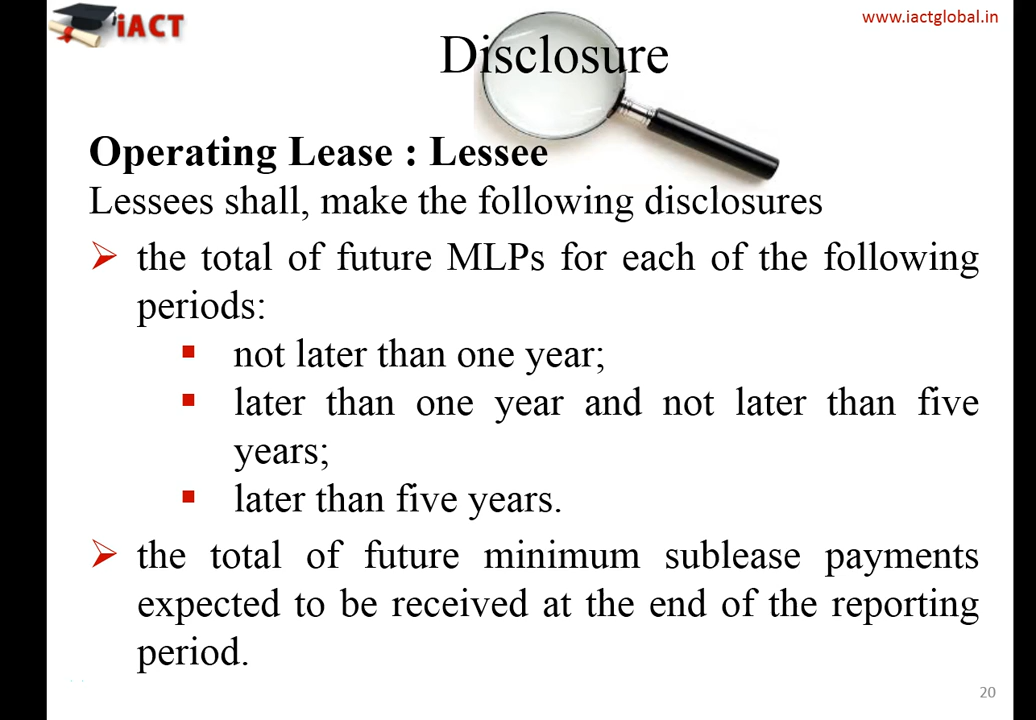 iACT
www.iactglobal.in
Disclosure
Operating Lease : Lessee
Lessees shall, make the following disclosures
the total of future MLPs for each of the following
periods:
not later than one year;
later than one year and not later than five
years;
later than five years.
the total of future minimum sublease payments
expected to be received at the end of the reporting
period.
20